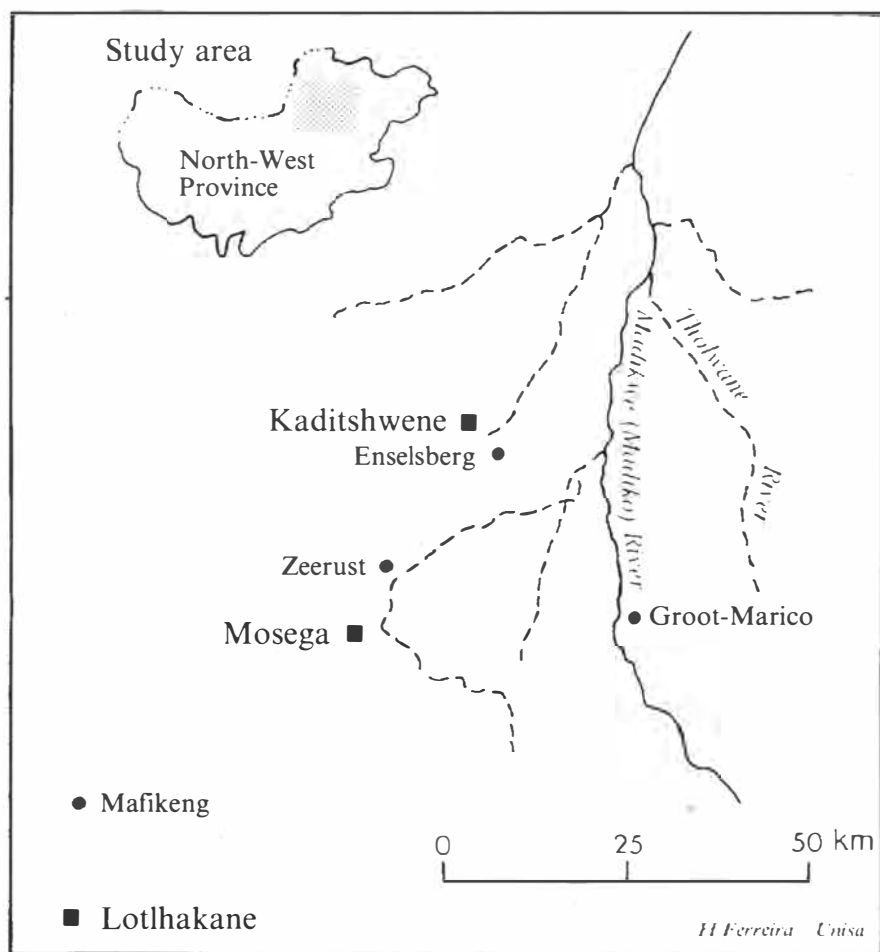 Study area
North-West
Province
Kaditshwene
Enselsberg
Tholwane
River
Madikwe (Madiko) River
Zeerust
Mosega
Groot-Marico
Mafikeng
0 25 50 km
Lotlhakane
H Ferreira Unisa